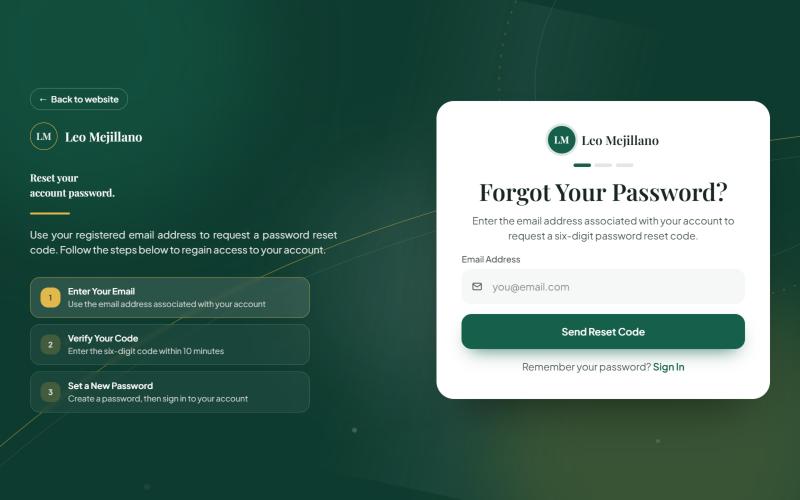 ← Back to website
LM Leo Mejillano
Reset your
account password.
Use your registered email address to request a password reset
code. Follow the steps below to regain access to your account.
1 Enter Your Email
Use the email address associated with your account
2 Verify Your Code
Enter the six-digit code within 10 minutes
3 Set a New Password
Create a password, then sign in to your account
LM Leo Mejillano
Forgot Your Password?
Enter the email address associated with your account to
request a six-digit password reset code.
Email Address
you@email.com
Send Reset Code
Remember your password? Sign In